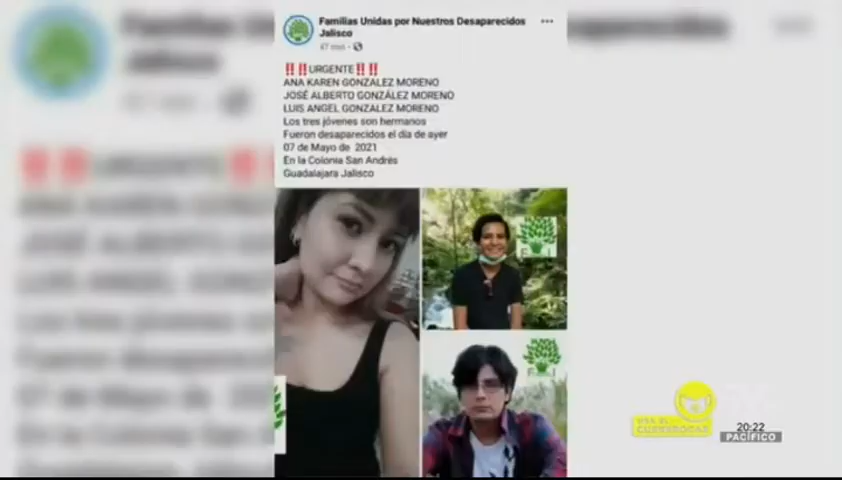 Familias Unidas por Nuestros Desaparecidos
Jalisco
‼️‼️URGENTE‼️‼️
ANA KAREN GONZALEZ MORENO
JOSÉ ALBERTO GONZÁLEZ MORENO
LUIS ANGEL GONZALEZ MORENO
Los tres jóvenes son hermanos
Fueron desaparecidos el día de ayer
07 de Mayo de 2021
En la Colonia San Andrés
Guadalajara Jalisco
CUBREBOCAS
20:22
PACÍFICO